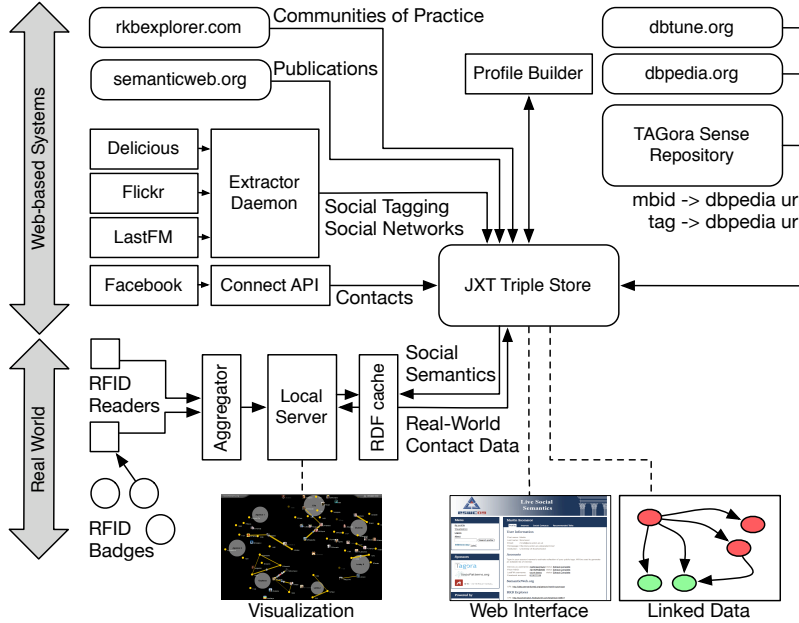 Communities of Practice
rkbexplorer.com
dbtune.org
Publications
semanticweb.org
Profile Builder
dbpedia.org
Web-based Systems
Delicious
Flickr
LastFM
Extractor
Daemon
Social Tagging
Social Networks
TAGora Sense
Repository
mbid -> dbpedia ur
tag -> dbpedia ur
Facebook
Connect API
Contacts
JXT Triple Store
Real World
RFID
Readers
Aggregator
Local
Server
RDF cache
Social
Semantics
Real-World
Contact Data
RFID
Badges
Live Social
Semantics
Tagora
Visualization
Web Interface
Linked Data